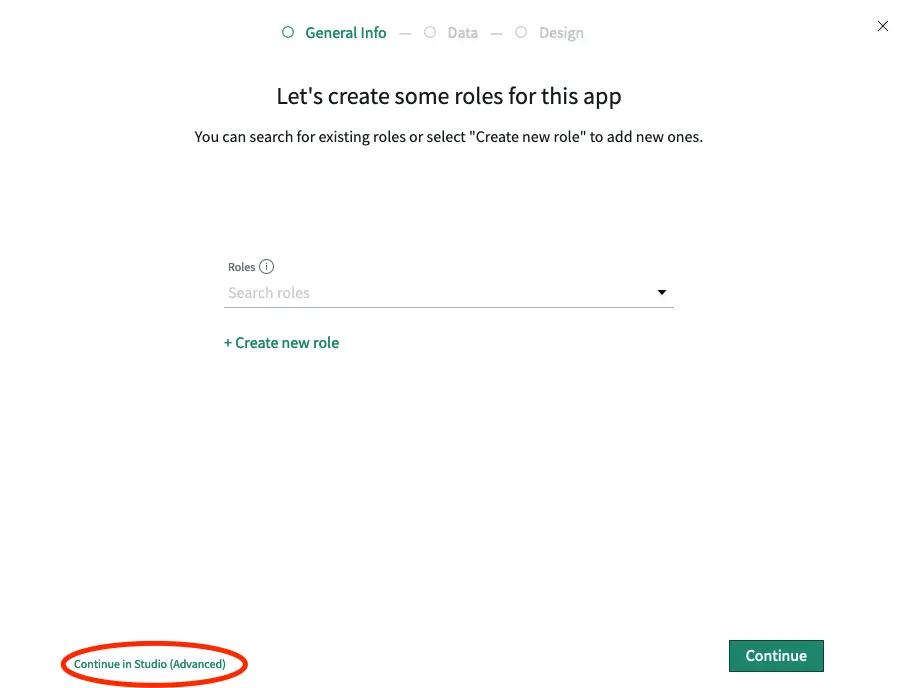 General Info — Data — Design
Let's create some roles for this app
You can search for existing roles or select "Create new role" to add new ones.
Roles
Search roles
+ Create new role
Continue in Studio (Advanced)
Continue